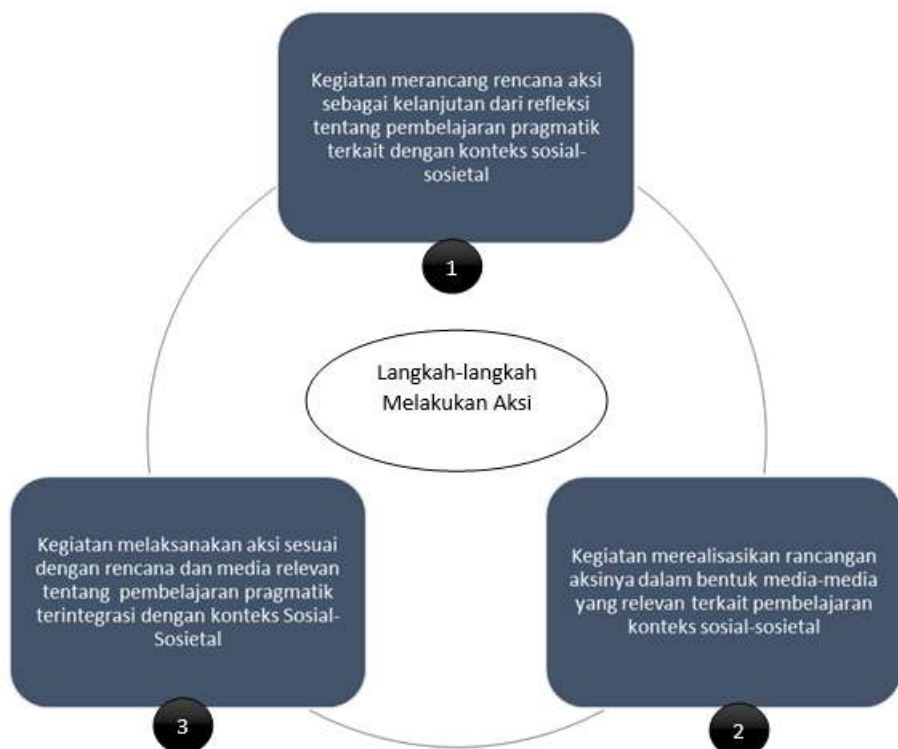 Kegiatan merancang rencana aksi
sebagai kelanjutan dari refleksi
tentang pembelajaran pragmatik
terkait dengan konteks sosial-
sosietal
1
Langkah-langkah
Melakukan Aksi
Kegiatan merealisasikan rancangan
aksinya dalam bentuk media-media
yang relevan terkait pembelajaran
konteks sosial-sosietal
2
Kegiatan melaksanakan aksi sesuai
dengan rencana dan media relevan
tentang pembelajaran pragmatik
terintegrasi dengan konteks Sosial-
Sosietal
3